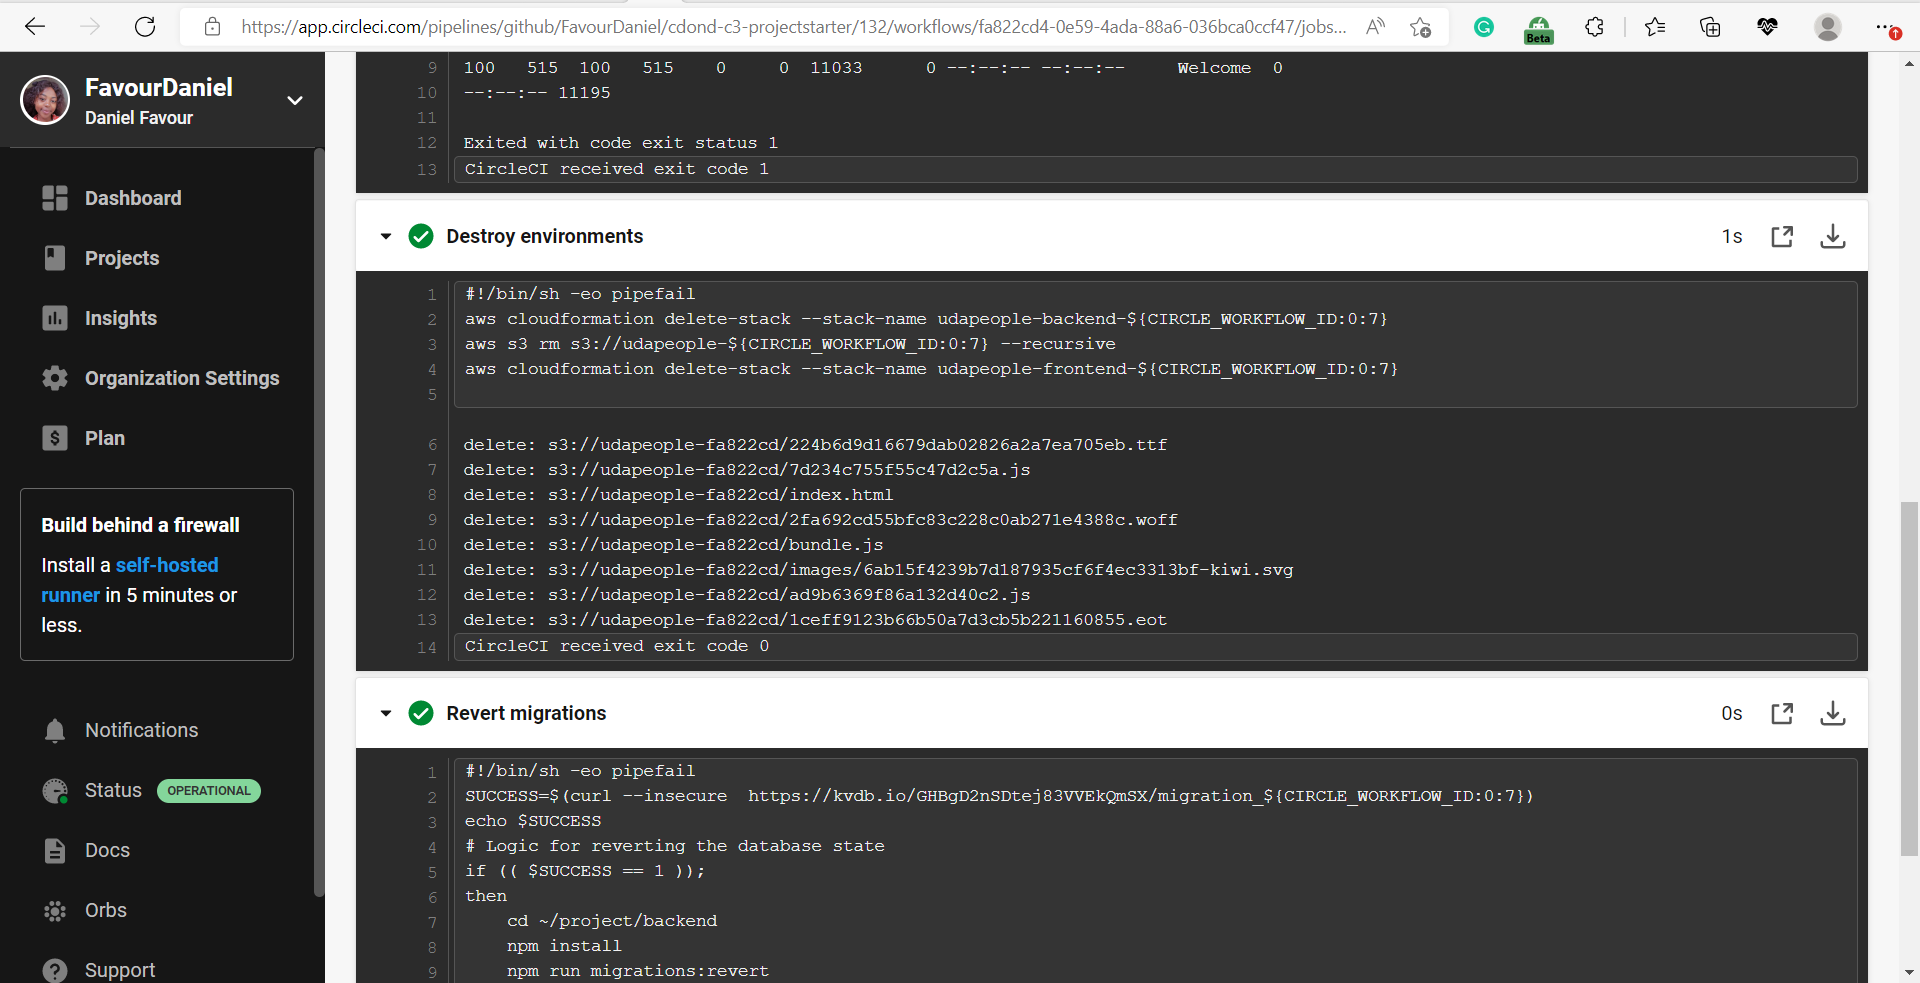 https://app.circleci.com/pipelines/github/FavourDaniel/cdond-c3-projectstarter/132/workflows/fa822cd4-0e59-4ada-88a6-036bca0ccf47/jobs...
Beta
FavourDaniel
Daniel Favour
Dashboard
Projects
Insights
Organization Settings
Plan
Build behind a firewall
Install a self-hosted
runner in 5 minutes or
less.
Notifications
Status OPERATIONAL
Docs
Orbs
Support
9 100 515 100 515 0 0 11033 0 --:--:-- --:--:-- Welcome 0
10 --:--:-- 11195
11
12 Exited with code exit status 1
13 CircleCI received exit code 1
Destroy environments 1s
1 #!/bin/sh -eo pipefail
2 aws cloudformation delete-stack --stack-name udapeople-backend-${CIRCLE_WORKFLOW_ID:0:7}
3 aws s3 rm s3://udapeople-${CIRCLE_WORKFLOW_ID:0:7} --recursive
4 aws cloudformation delete-stack --stack-name udapeople-frontend-${CIRCLE_WORKFLOW_ID:0:7}
5
6 delete: s3://udapeople-fa822cd/224b6d9d16679dab02826a2a7ea705eb.ttf
7 delete: s3://udapeople-fa822cd/7d234c755f55c47d2c5a.js
8 delete: s3://udapeople-fa822cd/index.html
9 delete: s3://udapeople-fa822cd/2fa692cd55bfc83c228c0ab271e4388c.woff
10 delete: s3://udapeople-fa822cd/bundle.js
11 delete: s3://udapeople-fa822cd/images/6ab15f4239b7d187935cf6f4ec3313bf-kiwi.svg
12 delete: s3://udapeople-fa822cd/ad9b6369f86a132d40c2.js
13 delete: s3://udapeople-fa822cd/1ceff9123b66b50a7d3cb5b221160855.eot
14 CircleCI received exit code 0
Revert migrations 0s
1 #!/bin/sh -eo pipefail
2 SUCCESS=$(curl --insecure  https://kvdb.io/GHBgD2nSDtej83VVEkQmSX/migration_${CIRCLE_WORKFLOW_ID:0:7})
3 echo $SUCCESS
4 # Logic for reverting the database state
5 if (( $SUCCESS == 1 ));
6 then
7 cd ~/project/backend
8 npm install
9 npm run migrations:revert